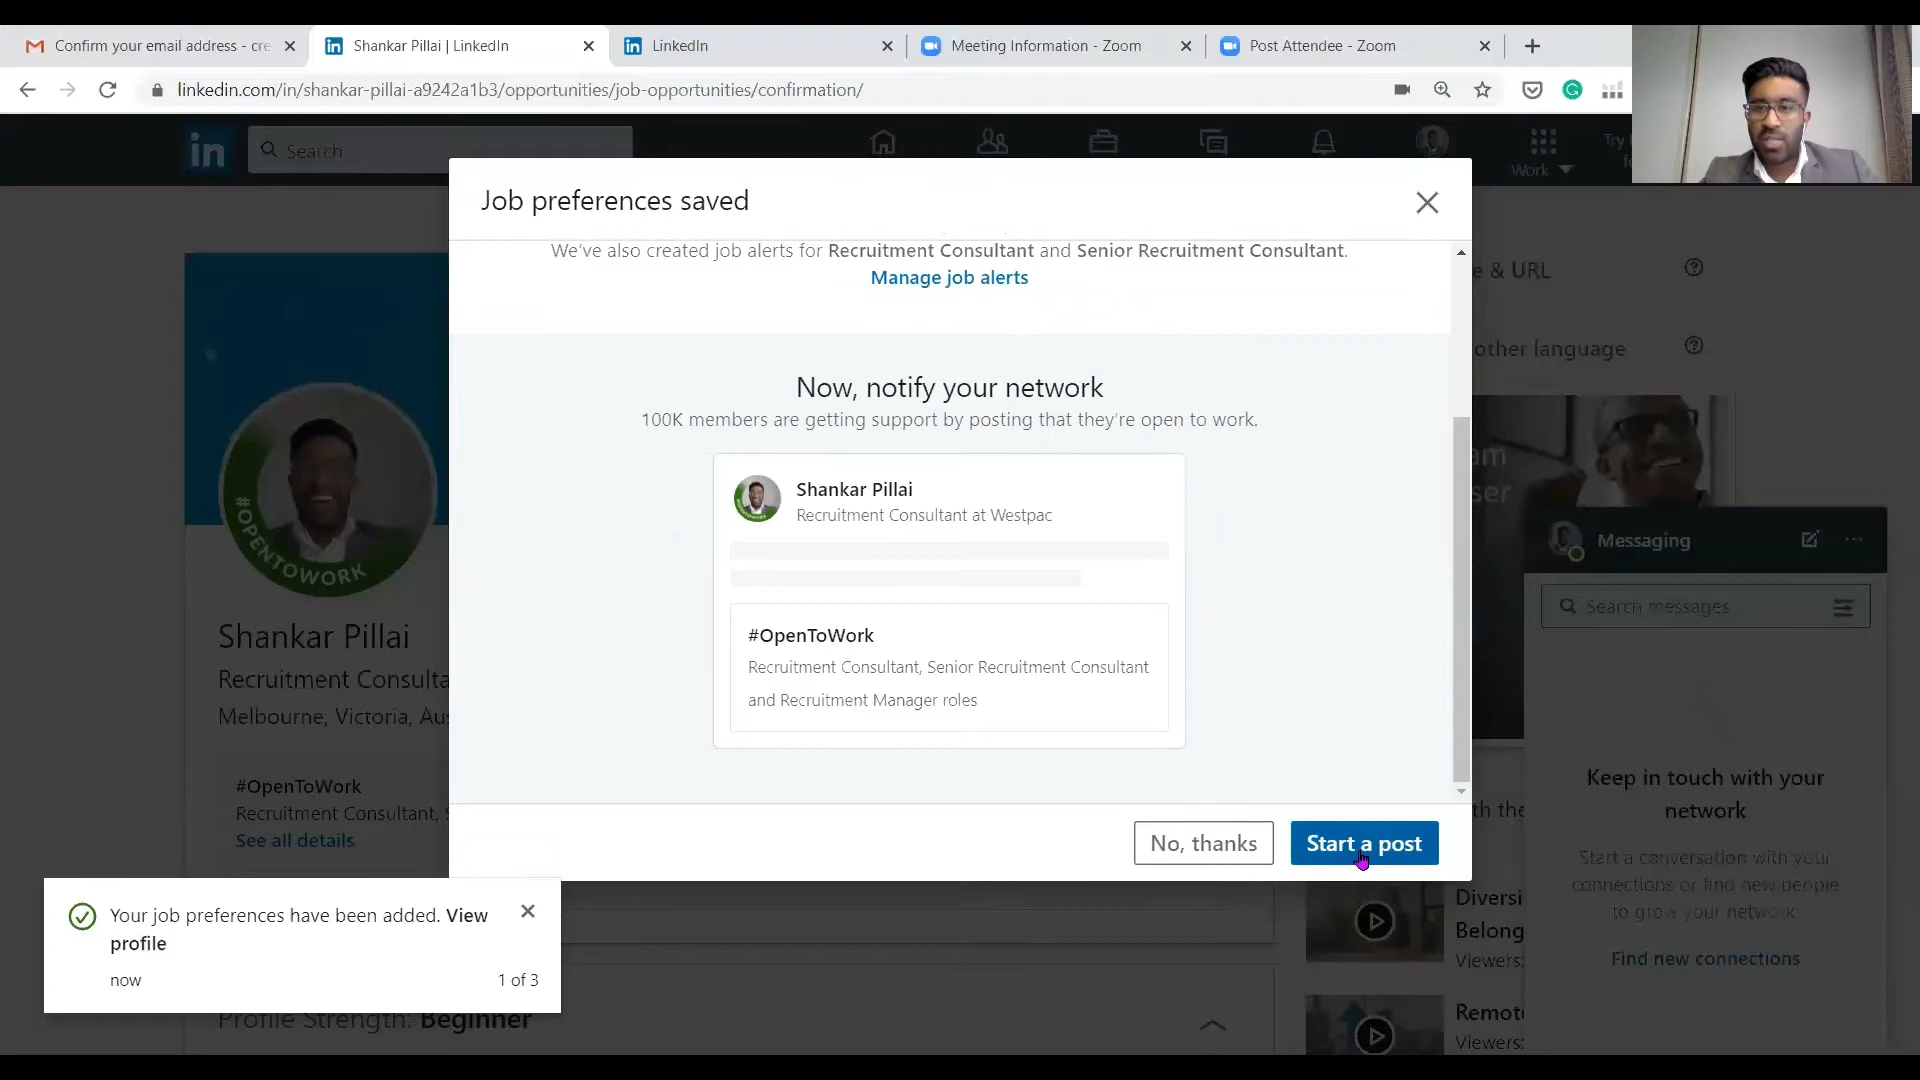 Confirm your email address - cre
Shankar Pillai | LinkedIn
LinkedIn
Meeting Information - Zoom
Post Attendee - Zoom
linkedin.com/in/shankar-pillai-a9242a1b3/opportunities/job-opportunities/confirmation/
in
Search
Work
Try
Job preferences saved
We've also created job alerts for Recruitment Consultant and Senior Recruitment Consultant.
Manage job alerts
Now, notify your network
100K members are getting support by posting that they're open to work.
Shankar Pillai
Recruitment Consultant at Westpac
#OpenToWork
Recruitment Consultant, Senior Recruitment Consultant
and Recruitment Manager roles
No, thanks
Start a post
#OPENTOWORK
Shankar Pillai
Recruitment Consulta
Melbourne, Victoria, Au
#OpenToWork
Recruitment Consultant,
See all details
Your job preferences have been added. View
profile
now
1 of 3
Profile Strength: Beginner
e & URL
other language
Messaging
Search messages
Keep in touch with your
network
Start a conversation with your
connections or find new people
to grow your network
Find new connections
Diversi
Belong
Viewers:
Remot
Viewers: